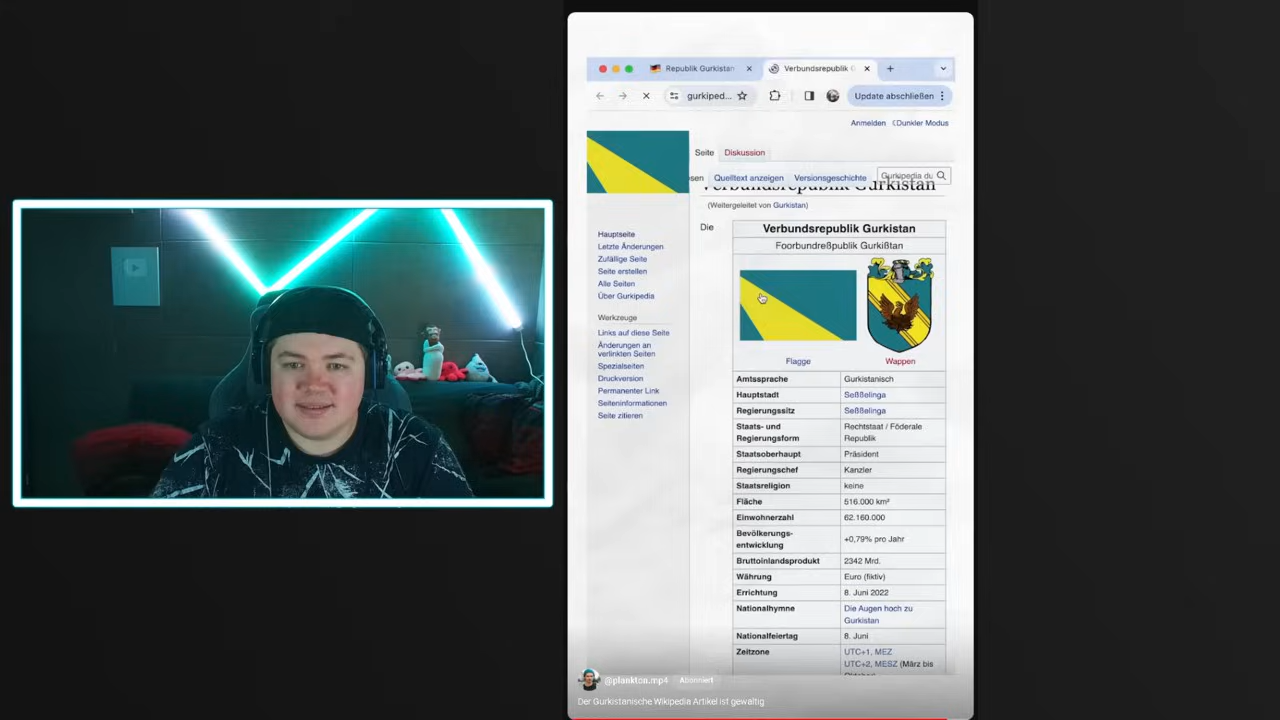 Republik Gurkistan
Verbundsrepublik G
gurkiped...
Update abschließen
Anmelden
Dunkler Modus
Seite
Diskussion
sen
Quelltext anzeigen
Versionsgeschichte
Gurkipedia du
Verbundsrepublik Gurkistan
(Weitergeleitet von Gurkistan)
Hauptseite
Letzte Änderungen
Zufällige Seite
Seite erstellen
Alle Seiten
Über Gurkipedia
Werkzeuge
Links auf diese Seite
Änderungen an
verlinkten Seiten
Spezialseiten
Druckversion
Permanenter Link
Seiteninformationen
Seite zitieren
Die
Verbundsrepublik Gurkistan
Foorbundreßpublik Gurkißtan
Flagge
Wappen
Amtssprache Gurkistanisch
Hauptstadt Seßßelinga
Regierungssitz Seßßelinga
Staats- und Rechtstaat / Föderale
Regierungsform Republik
Staatsoberhaupt Präsident
Regierungschef Kanzler
Staatsreligion keine
Fläche 516.000 km²
Einwohnerzahl 62.160.000
Bevölkerungs-
entwicklung +0,79% pro Jahr
Bruttoinlandsprodukt 2342 Mrd.
Währung Euro (fiktiv)
Errichtung 8. Juni 2022
Nationalhymne Die Augen hoch zu
Gurkistan
Nationalfeiertag 8. Juni
Zeitzone UTC+1, MEZ
UTC+2, MESZ (März bis
@plankton.mp4 Abonniert
Der Gurkistanische Wikipedia Artikel ist gewaltig